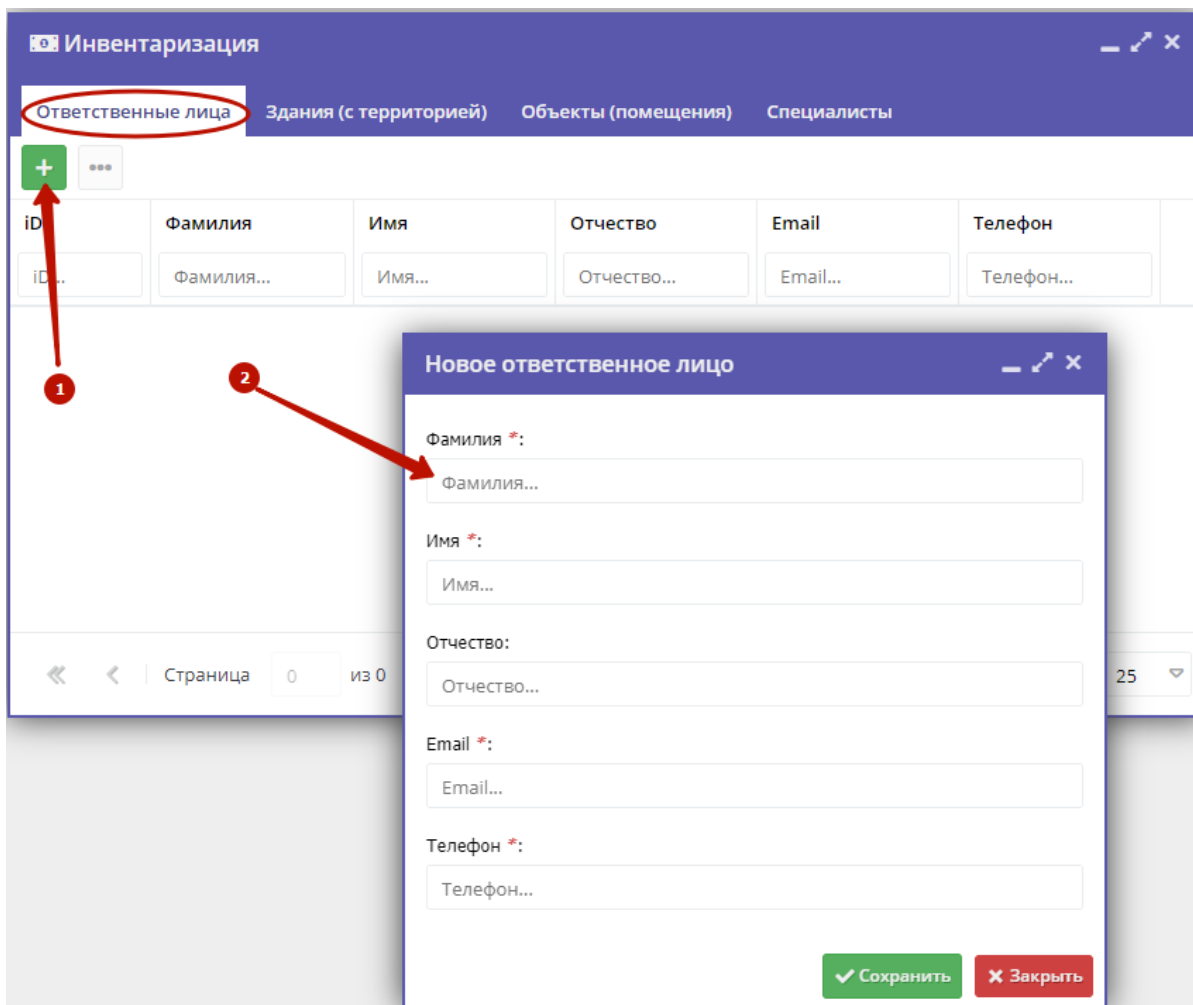 Инвентаризация
Ответственные лица Здания (с территорией) Объекты (помещения) Специалисты
iD Фамилия Имя Отчество Email Телефон
iD... Фамилия... Имя... Отчество... Email... Телефон...
1
2
Новое ответственное лицо
Фамилия *:
Фамилия...
Имя *:
Имя...
Отчество:
Отчество...
Email *:
Email...
Телефон *:
Телефон...
Страница 0 из 0 25
Сохранить Закрыть